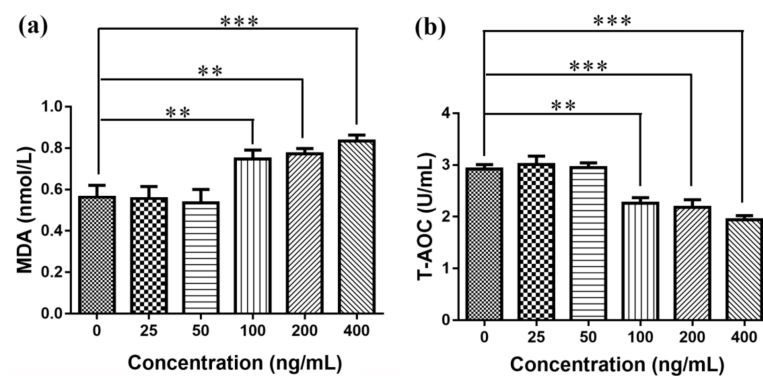 (a)
***
**
**
MDA (nmol/L)
1.0
0.8
0.6
0.4
0.2
0.0
0 25 50 100 200 400
Concentration (ng/mL)
(b)
***
***
**
T-AOC (U/mL)
4
3
2
1
0
0 25 50 100 200 400
Concentration (ng/mL)